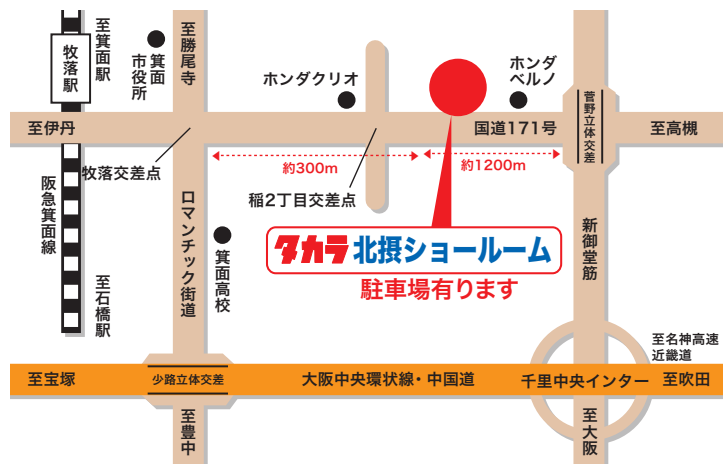 至箕面駅
牧落駅
箕面
市役所
至勝尾寺
ホンダクリオ
ホンダ
ベルノ
菅野立体交差
至伊丹
国道171号
至高槻
約300m
約1200m
牧落交差点
稲2丁目交差点
阪急箕面線
至石橋駅
ロマンチック街道
箕面高校
タカラ北摂ショールーム
駐車場有ります
新御堂筋
至名神高速
近畿道
至宝塚
少路立体交差
大阪中央環状線・中国道
千里中央インター
至吹田
至豊中
至大阪